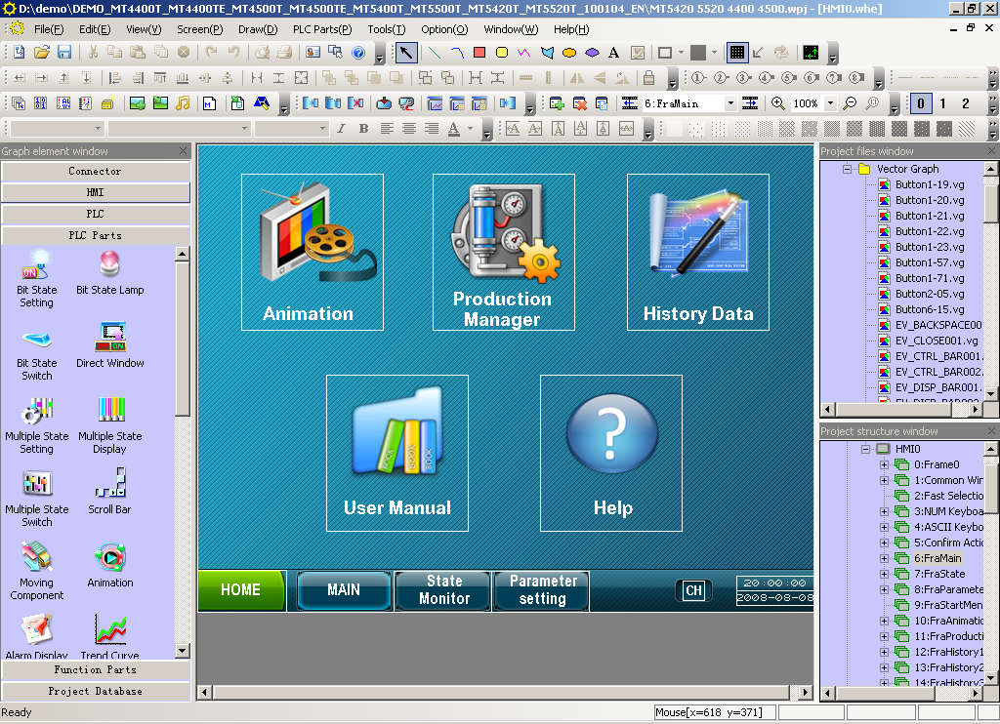 D:\demo\DEMO_MT4400T_MT4400TE_MT4500T_MT4500TE_MT5400T_MT5500T_MT5420T_MT5520T_100104_EN\MT5420 5520 4400 4500.wpj - [HMI0.whe]
File(F) Edit(E) View(V) Screen(P) Draw(D) PLC Parts(P) Tools(T) Option(O) Window(W) Help(H)
6:FraMain 100% 0 1 2
Graph element window
Connector
HMI
PLC
PLC Parts
Bit State Setting
Bit State Lamp
Bit State Switch
Direct Window
Multiple State Setting
Multiple State Display
Multiple State Switch
Scroll Bar
Moving Component
Animation
Alarm Display
Trend Curve
Function Parts
Project Database
Animation
Production
Manager
History Data
BOOK
BOOK
BOOK
User Manual
?
Help
HOME
MAIN
State
Monitor
Parameter
setting
CH
20:00:00
2008-08-08
Project files window
Vector Graph
Button1-19.vg
Button1-20.vg
Button1-21.vg
Button1-22.vg
Button1-23.vg
Button1-57.vg
Button1-71.vg
Button2-05.vg
Button6-15.vg
EV_BACKSPACE00
EV_CLOSE001.vg
EV_CTRL_BAR001.
EV_CTRL_BAR002.
EV_DISP_BAR001.
Project structure window
HMI0
0:Frame0
1:Common Win
2:Fast Selectio
3:NUM Keyboa
4:ASCII Keybo
5:Confirm Actio
6:FraMain
7:FraState
8:FraParamete
9:FraStartMen
10:FraAnimatio
11:FraProducti
12:FraHistory1
13:FraHistory2
14:FraHistory3
Ready
Mouse[x=618 y=371]